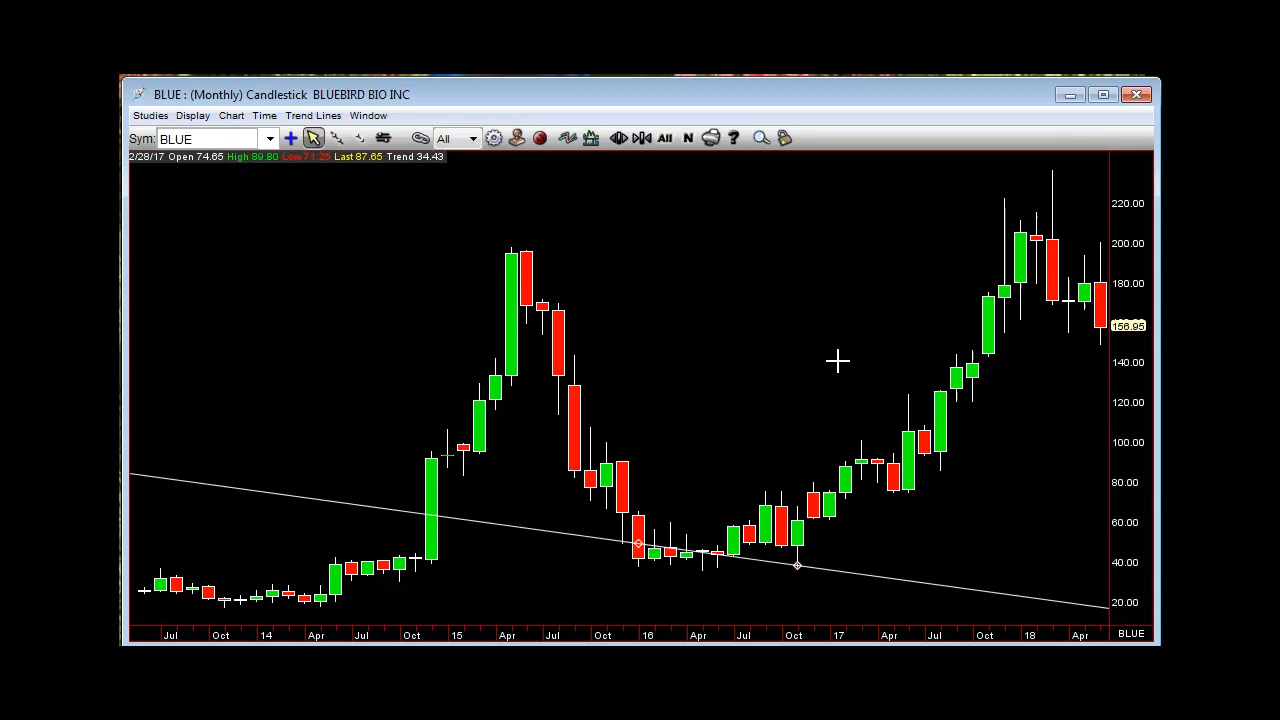 BLUE : (Monthly) Candlestick BLUEBIRD BIO INC
Studies Display Chart Time Trend Lines Window
Sym: BLUE All All N ?
2/28/17 Open 74.65 High 89.80 Low 71.25 Last 87.65 Trend 34.43
220.00
200.00
180.00
156.95
140.00
120.00
100.00
80.00
60.00
40.00
20.00
Jul Oct 14 Apr Jul Oct 15 Apr Jul Oct 16 Apr Jul Oct 17 Apr Jul Oct 18 Apr BLUE